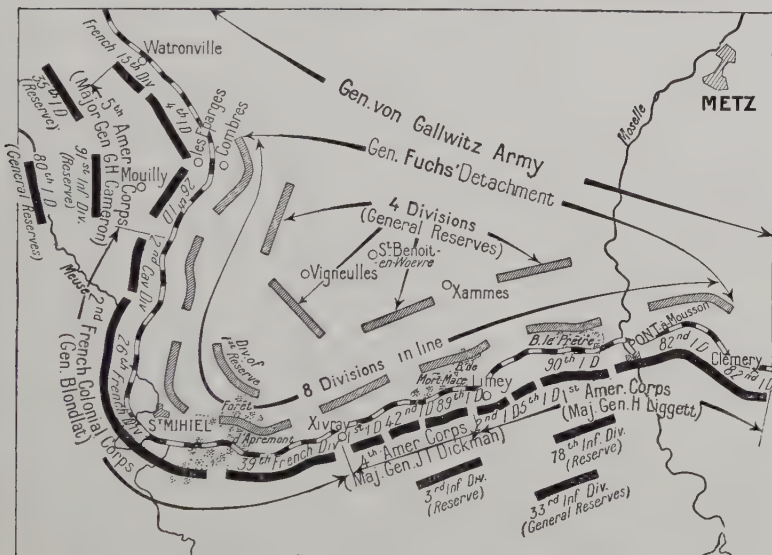 Watronville
French 15th Div
35th I D
(Reserve)
5th Amer. Corps
(Major Gen GH Cameron)
4th I D
les Eparges
Combres
80th I D
(General Reserves)
91st Inf Div.
(Reserve)
Mouilly
26th I D
Meuse
2nd Cav Div
2nd French Colonial Corps
(Gen. Blondlat)
26th French D
St MIHIEL
Gen. von Gallwitz Army
Gen. Fuchs' Detachment
METZ
Moselle
4 Divisions
(General Reserves)
St Benoit-
en-Woevre
Vigneulles
Xammes
8 Divisions in line
Div of
1st Reserve
Forêt
d'Apremont
B. de
Mort-Mare
B. le Prêtre
PONT-à-Mousson
Clémery
Limey
Xivray
39th French Div
1st I D
42nd I D
89th I D
2nd I D
5th I D
90th I D
82nd I D
82nd I D
4th Amer Corps
(Maj. Gen. J T Dickman)
1st Amer. Corps
(Maj. Gen. H Liggett)
3rd Inf Div.
(Reserve)
78th Inf Div.
(Reserve)
33rd Inf Div.
(General Reserves)